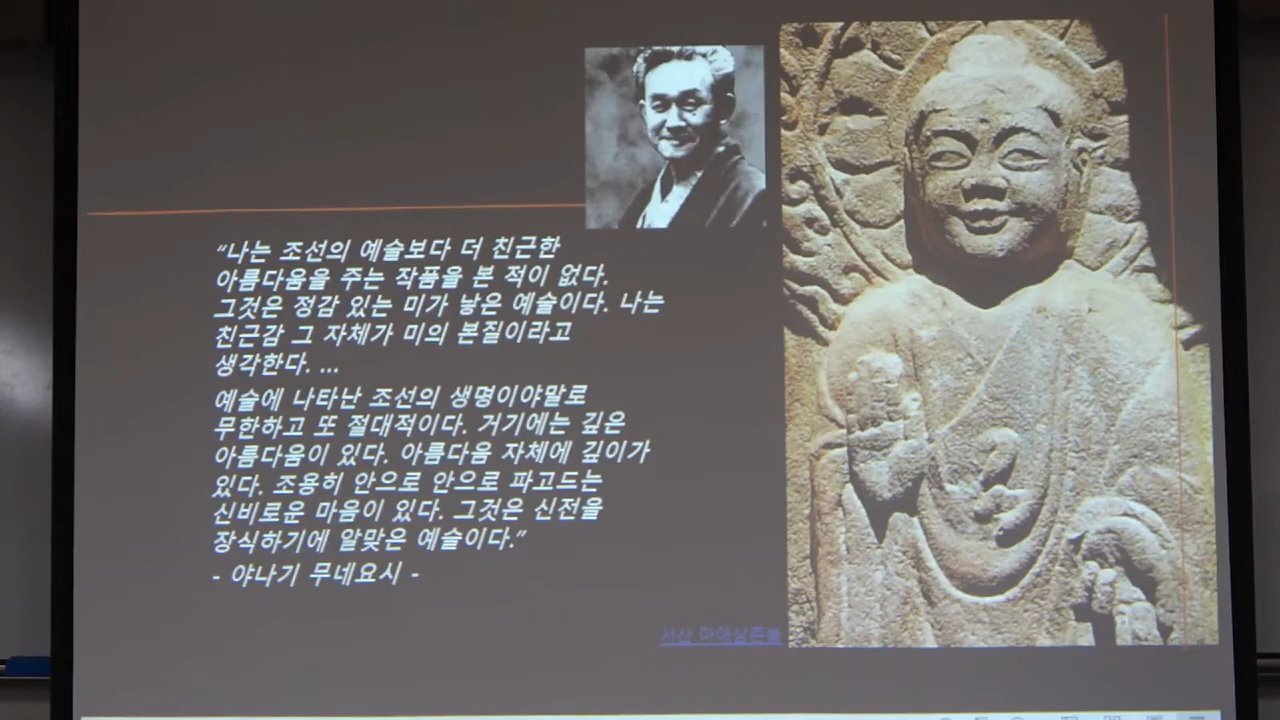 “나는 조선의 예술보다 더 친근한
아름다움을 주는 작품을 본 적이 없다.
그것은 정감 있는 미가 낳은 예술이다. 나는
친근감 그 자체가 미의 본질이라고
생각한다. ...
예술에 나타난 조선의 생명이야말로
무한하고 또 절대적이다. 거기에는 깊은
아름다움이 있다. 아름다음 자체에 깊이가
있다. 조용히 안으로 안으로 파고드는
신비로운 마음이 있다. 그것은 신전을
장식하기에 알맞은 예술이다.”
- 야나기 무네요시 -
서산 마애삼존불